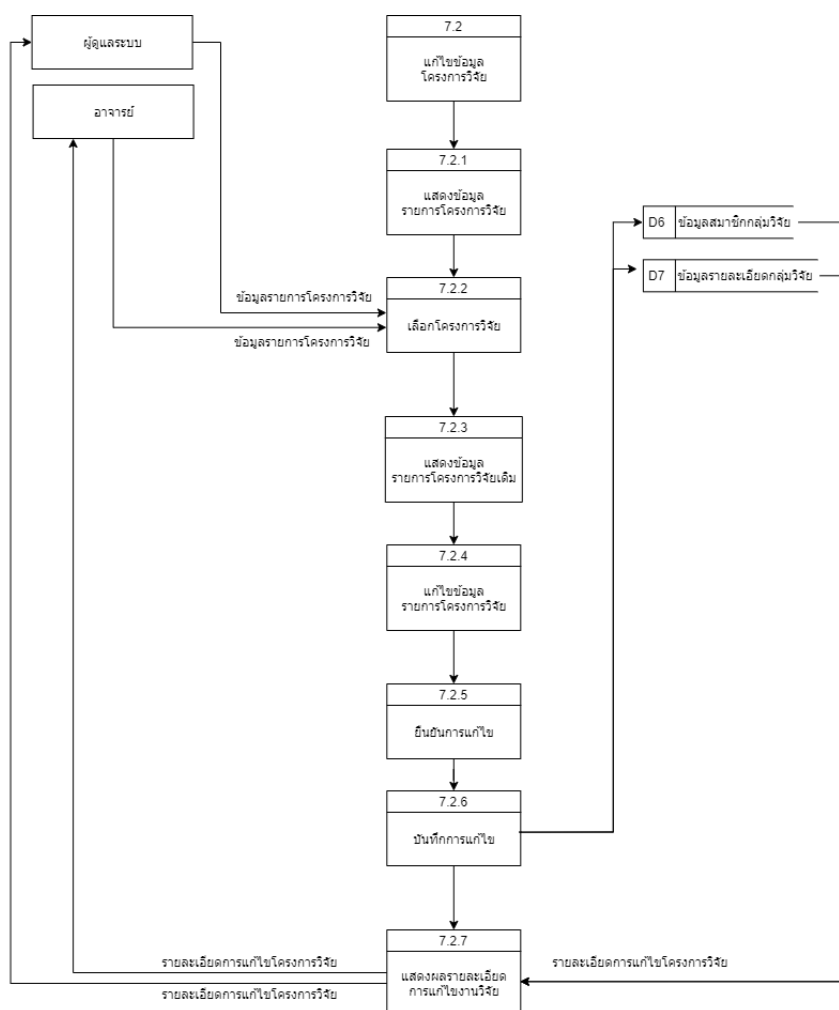 ผู้ดูแลระบบ
อาจารย์
7.2
แก้ไขข้อมูล
โครงการวิจัย
7.2.1
แสดงข้อมูล
รายการโครงการวิจัย
D6 ข้อมูลสมาชิกกลุ่มวิจัย
D7 ข้อมูลรายละเอียดกลุ่มวิจัย
ข้อมูลรายการโครงการวิจัย
ข้อมูลรายการโครงการวิจัย
7.2.2
เลือกโครงการวิจัย
7.2.3
แสดงข้อมูล
รายการโครงการวิจัยเดิม
7.2.4
แก้ไขข้อมูล
รายการโครงการวิจัย
7.2.5
ยืนยันการแก้ไข
7.2.6
บันทึกการแก้ไข
รายละเอียดการแก้ไขโครงการวิจัย
รายละเอียดการแก้ไขโครงการวิจัย
7.2.7
แสดงผลรายละเอียด
การแก้ไขงานวิจัย
รายละเอียดการแก้ไขโครงการวิจัย